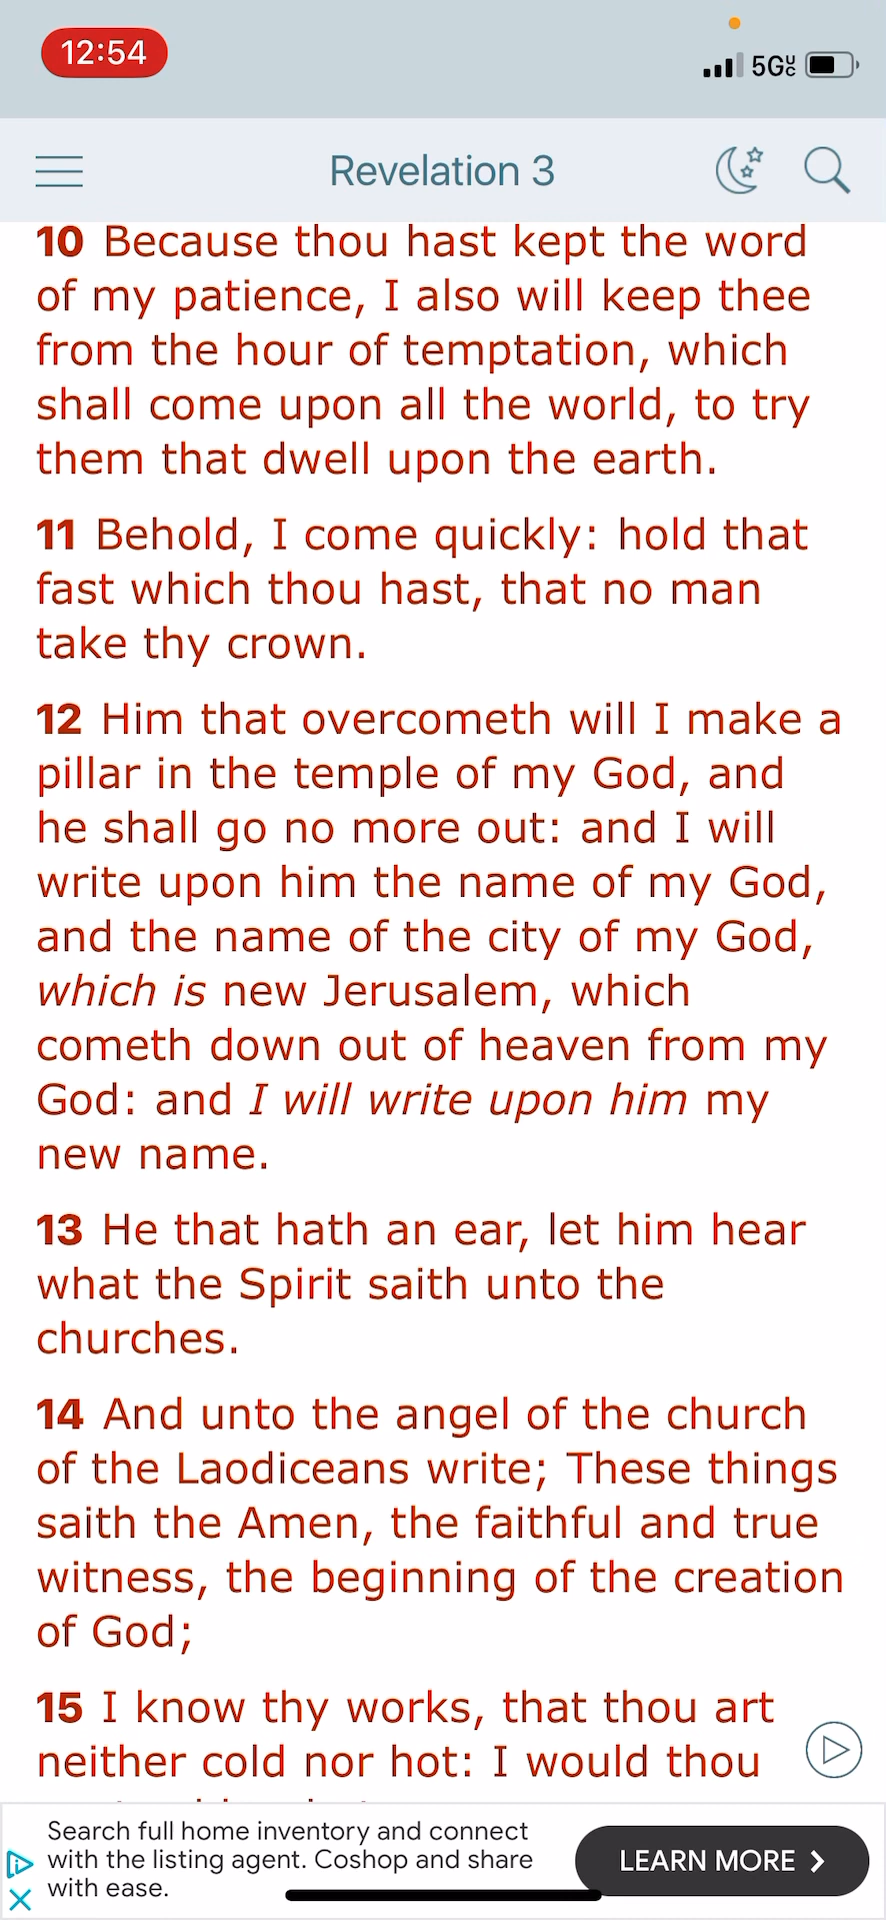 12:54
5G UC
Revelation 3
10 Because thou hast kept the word
of my patience, I also will keep thee
from the hour of temptation, which
shall come upon all the world, to try
them that dwell upon the earth.
11 Behold, I come quickly: hold that
fast which thou hast, that no man
take thy crown.
12 Him that overcometh will I make a
pillar in the temple of my God, and
he shall go no more out: and I will
write upon him the name of my God,
and the name of the city of my God,
which is new Jerusalem, which
cometh down out of heaven from my
God: and I will write upon him my
new name.
13 He that hath an ear, let him hear
what the Spirit saith unto the
churches.
14 And unto the angel of the church
of the Laodiceans write; These things
saith the Amen, the faithful and true
witness, the beginning of the creation
of God;
15 I know thy works, that thou art
neither cold nor hot: I would thou
Search full home inventory and connect
with the listing agent. Coshop and share
with ease.
LEARN MORE